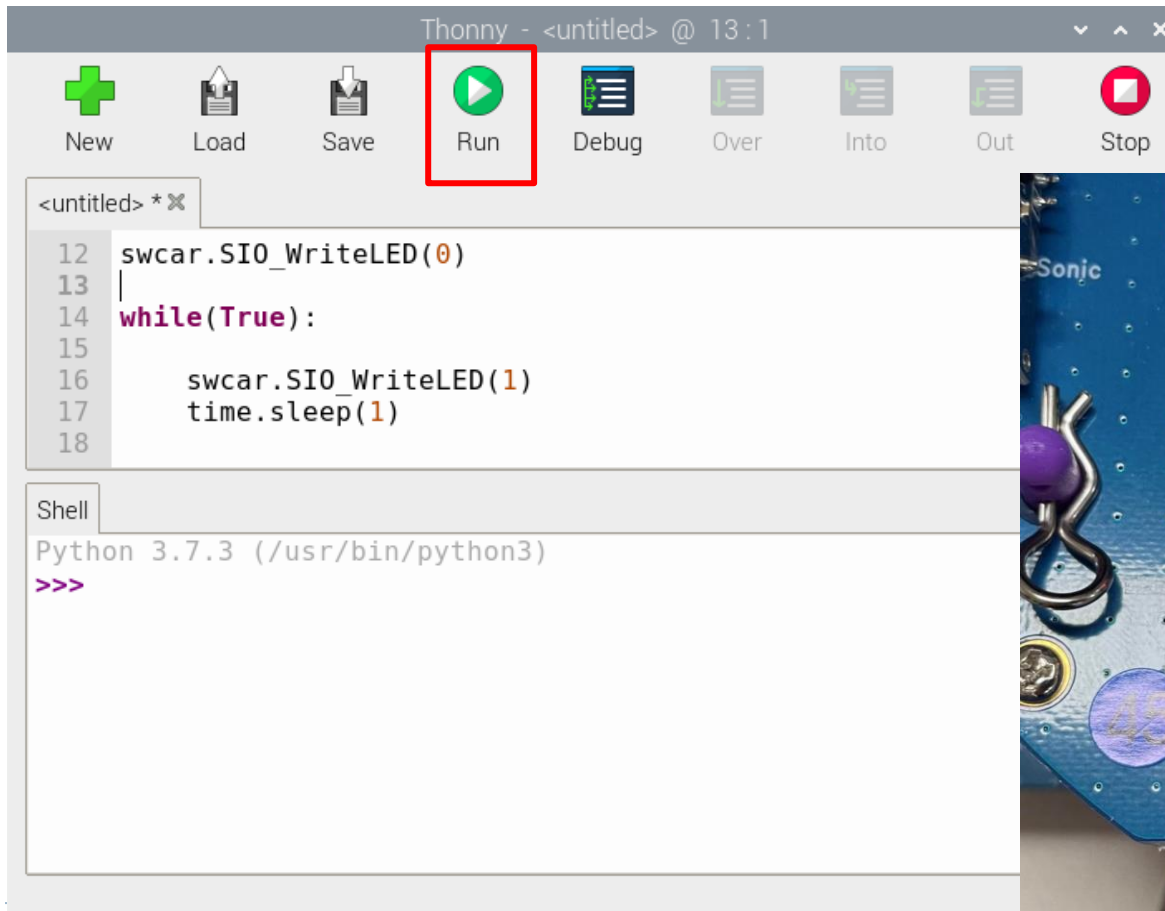 Thonny - <untitled> @ 13 : 1
New Load Save Run Debug Over Into Out Stop
<untitled> *
12 swcar.SIO_WriteLED(0)
13
14 while(True):
15
16 swcar.SIO_WriteLED(1)
17 time.sleep(1)
18
Shell
Python 3.7.3 (/usr/bin/python3)
>>>
Sonic